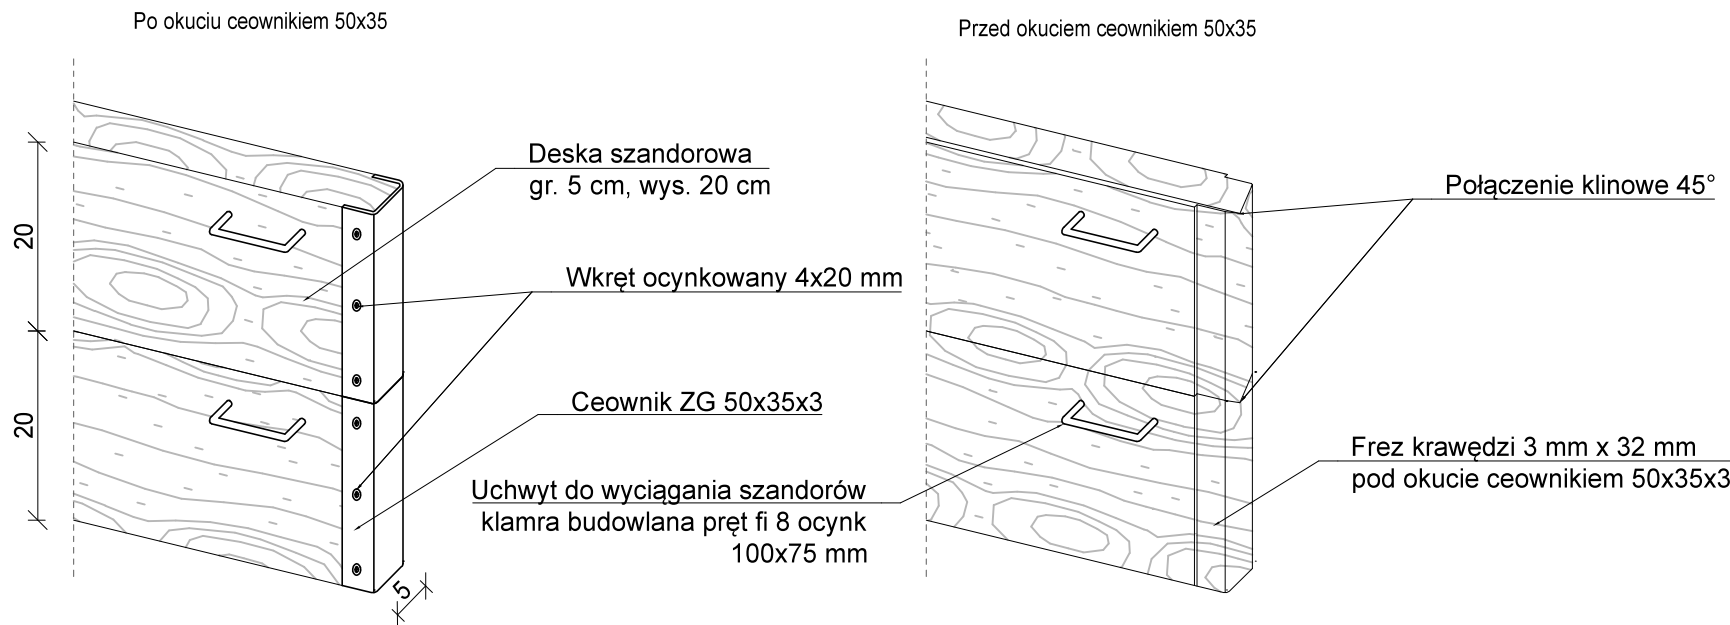 Po okuciu ceownikiem 50x35
Przed okuciem ceownikiem 50x35
Deska szandorowa
gr. 5 cm, wys. 20 cm
Połączenie klinowe 45°
20
Wkręt ocynkowany 4x20 mm
20
Ceownik ZG 50x35x3
Uchwyt do wyciągania szandorów
klamra budowlana pręt fi 8 ocynk
100x75 mm
Frez krawędzi 3 mm x 32 mm
pod okucie ceownikiem 50x35x3
5